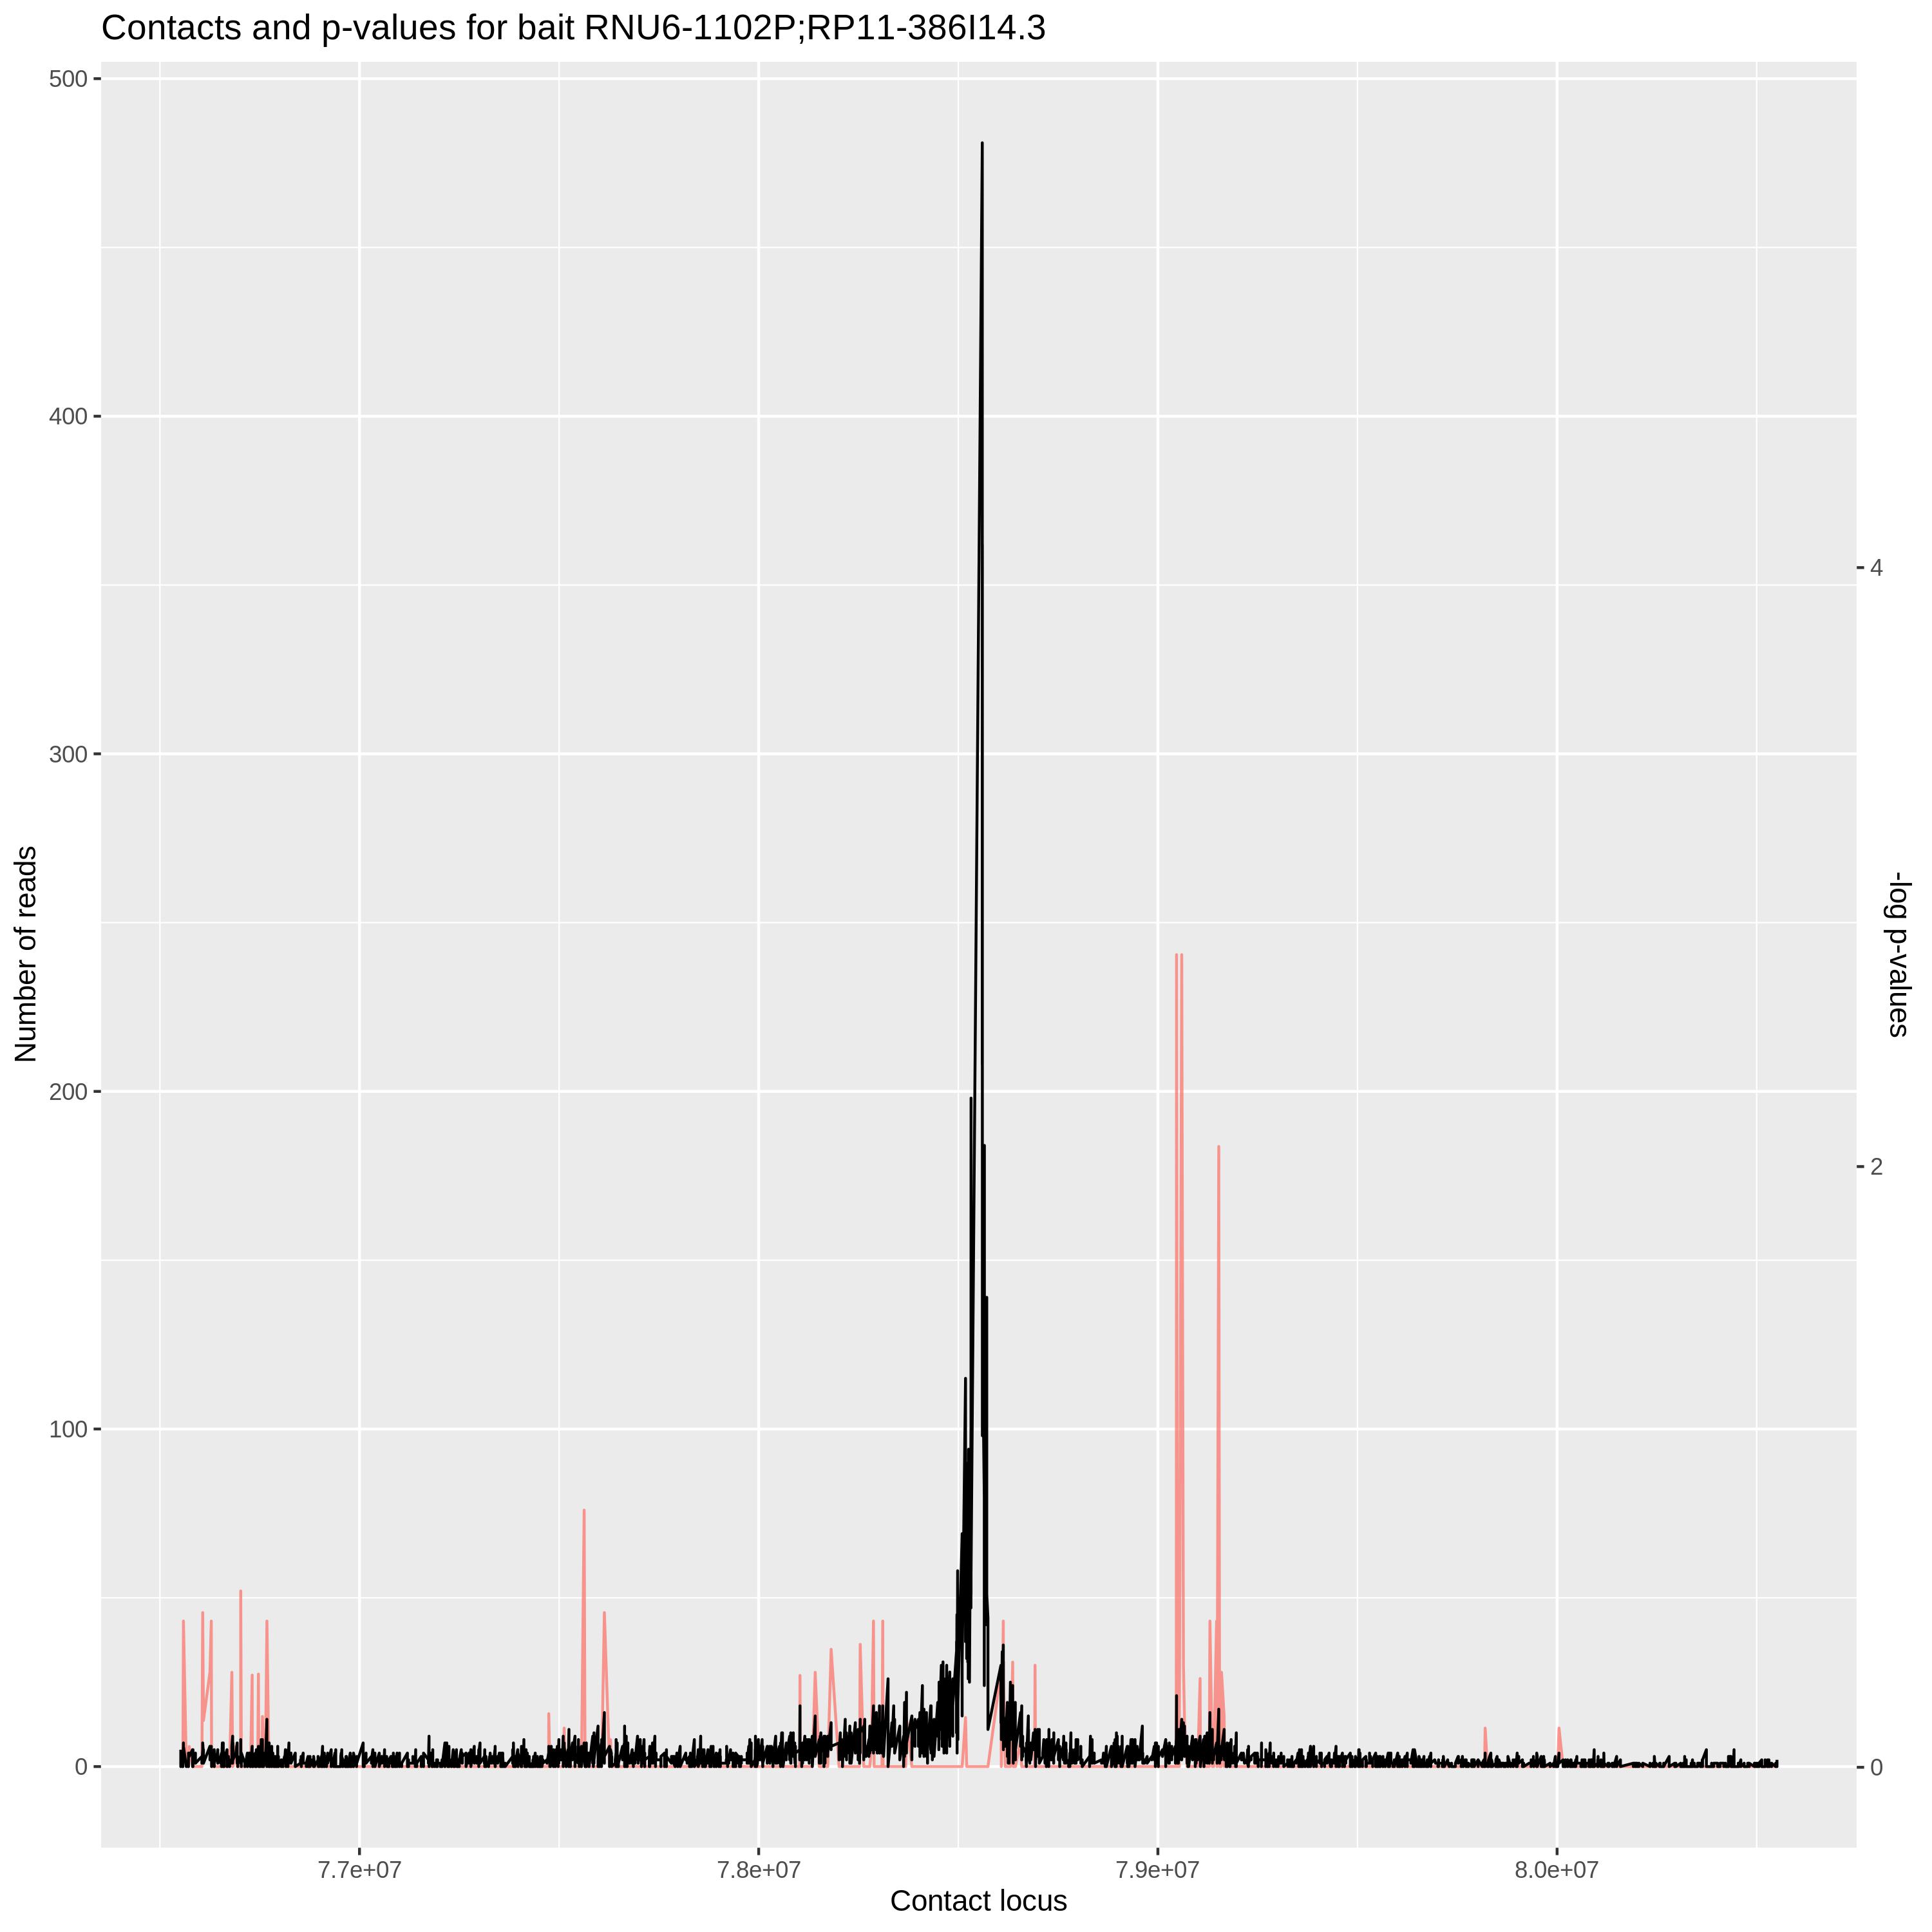 Contacts and p-values for bait RNU6-1102P;RP11-386I14.3
500
400
300
200
100
0
Number of reads
4
2
0
-log p-values
7.7e+07
7.8e+07
7.9e+07
8.0e+07
Contact locus